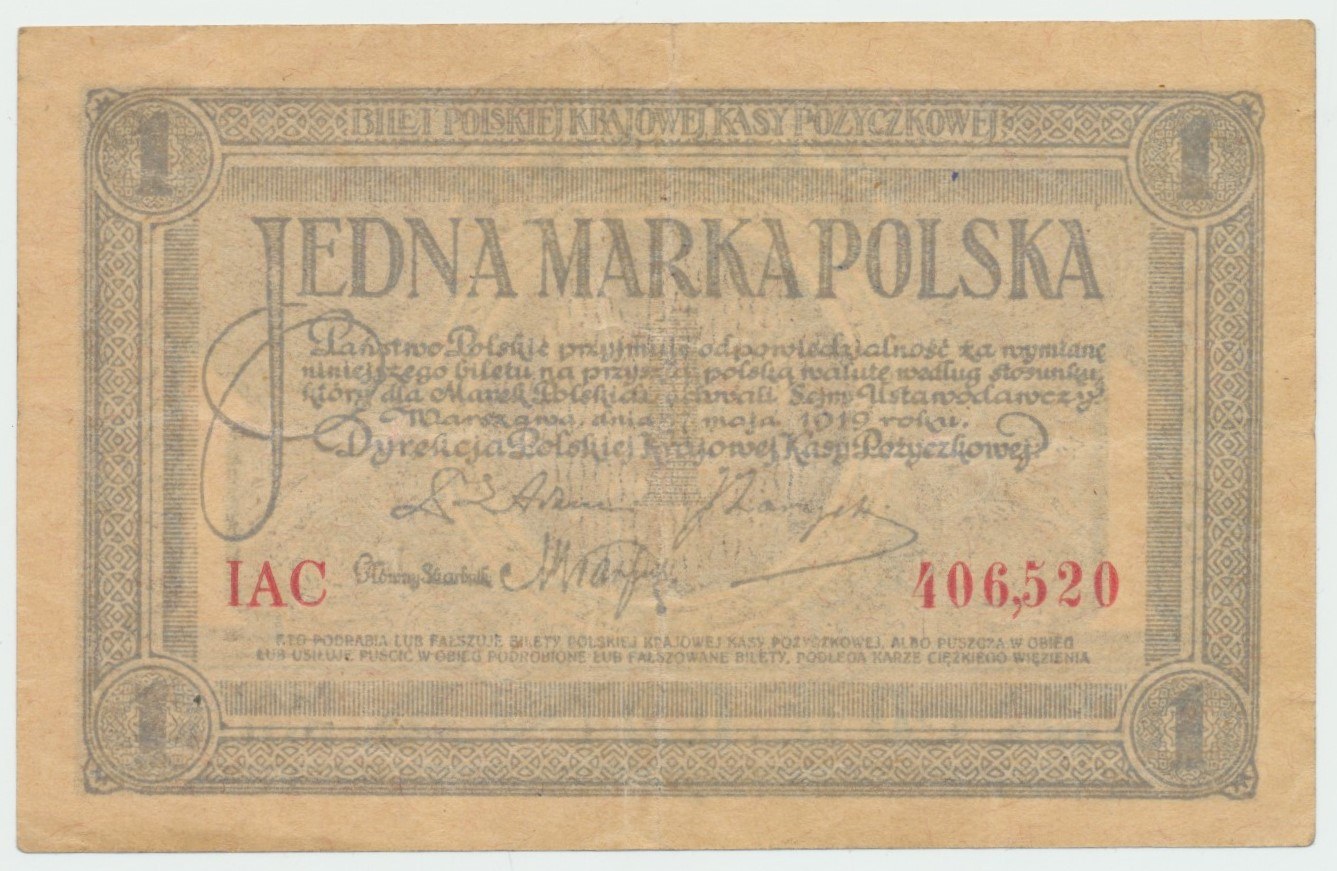 1 BILET POLSKIEJ KRAJOWEJ KASY POŻYCZKOWEJ 1
JEDNA MARKA POLSKA
Państwo Polskie przyjmuje odpowiedzialność za wymianę
niniejszego biletu na przyszłą polską walutę według stosunku,
który dla Marek Polskich uchwali Sejm Ustawodawczy
Warszawa, dnia maja 1919 roku.
Dyrekcja Polskiej Krajowej Kasy Pożyczkowej
Główny Skarbnik
IAC 406,520
KTO PODRABIA LUB FAŁSZUJE BILETY POLSKIEJ KRAJOWEJ KASY POŻYCZKOWEJ, ALBO PUSZCZA W OBIEG
LUB USIŁUJE PUŚCIĆ W OBIEG PODROBIONE LUB FAŁSZOWANE BILETY, PODLEGA KARZE CIĘŻKIEGO WIĘZIENIA
1 1